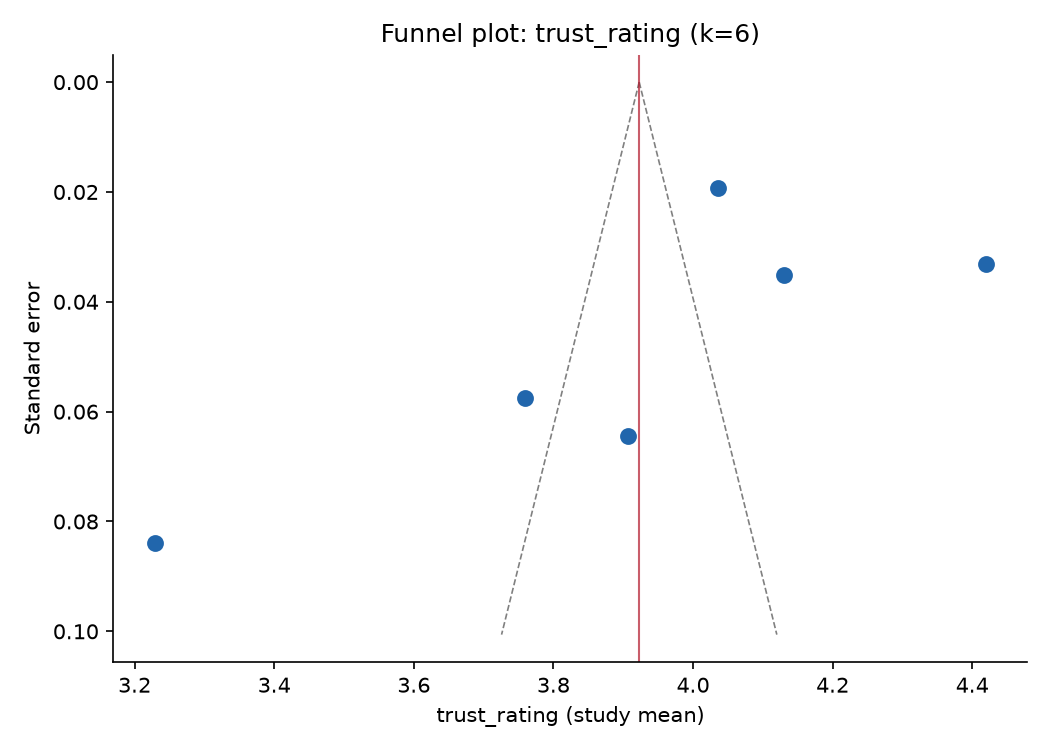 Funnel plot: trust_rating (k=6)
0.00
0.02
0.04
0.06
0.08
0.10
Standard error
3.2 3.4 3.6 3.8 4.0 4.2 4.4
trust_rating (study mean)